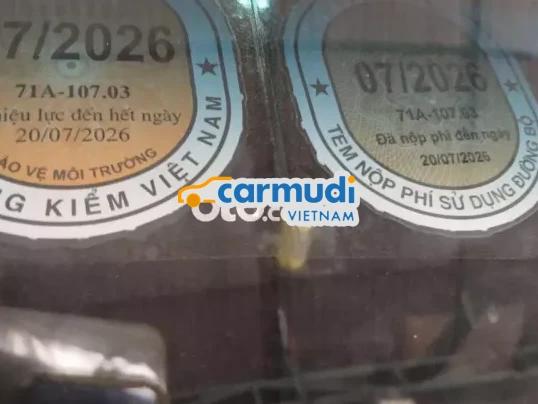 07/2026
71A-107.03
hiệu lực đến hết ngày
20/07/2026
BẢO VỆ MÔI TRƯỜNG
NG KIỂM VIỆT NAM
07/2026
71A-107.03
Đã nộp phí đến ngày
20/07/2026
TEM NỘP PHÍ SỬ DỤNG ĐƯỜNG BỘ
carmudi
VIETNAM